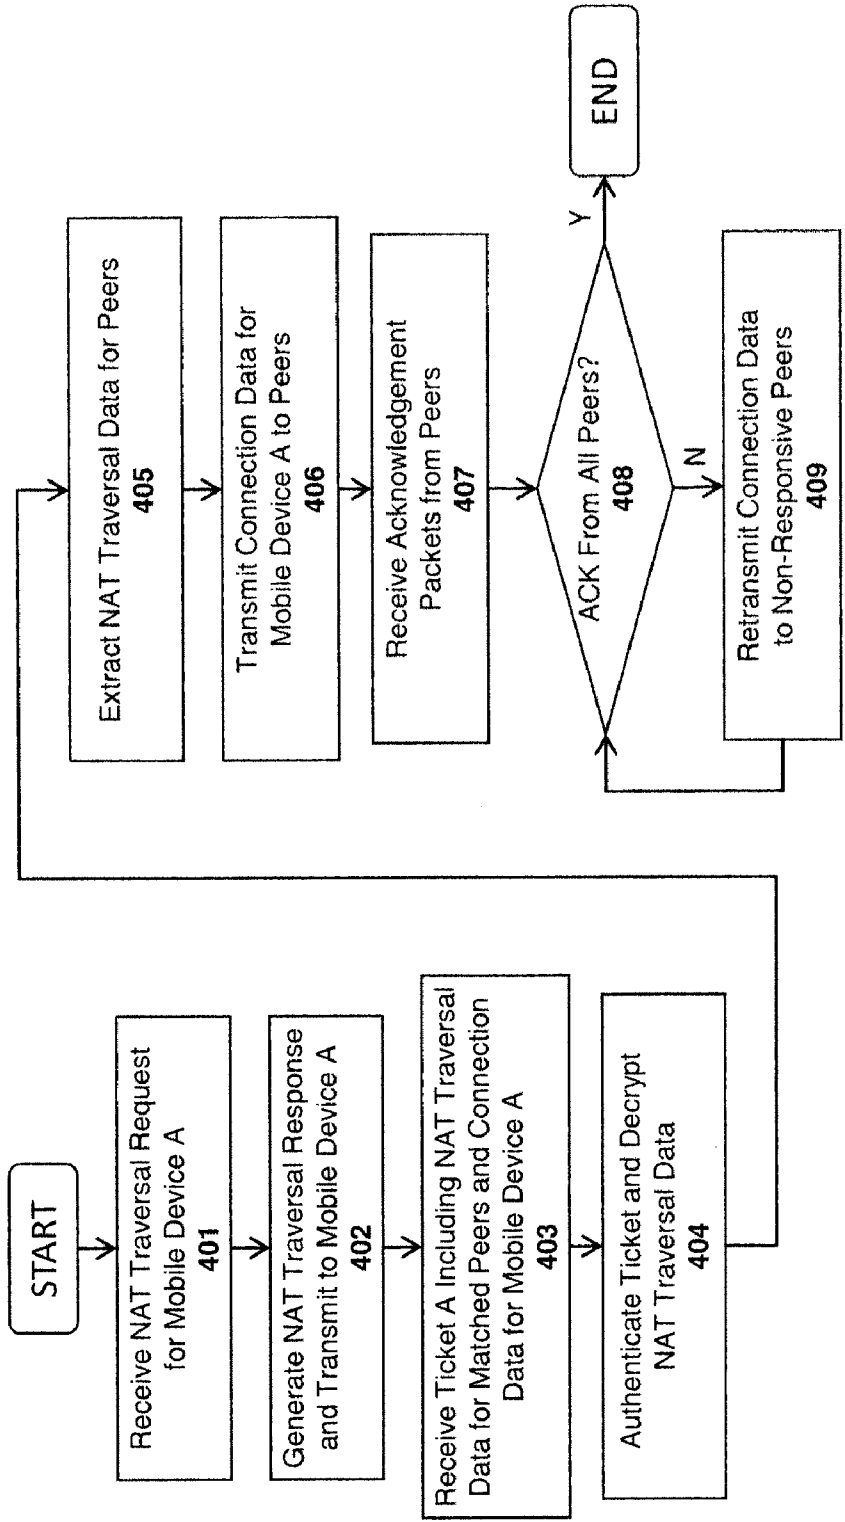 START
Receive NAT Traversal Request
for Mobile Device A
401
Generate NAT Traversal Response
and Transmit to Mobile Device A
402
Receive Ticket A Including NAT Traversal
Data for Matched Peers and Connection
Data for Mobile Device A
403
Authenticate Ticket and Decrypt
NAT Traversal Data
404
Extract NAT Traversal Data for Peers
405
Transmit Connection Data for
Mobile Device A to Peers
406
Receive Acknowledgement
Packets from Peers
407
ACK From All Peers?
408
Y
END
N
Retransmit Connection Data
to Non-Responsive Peers
409